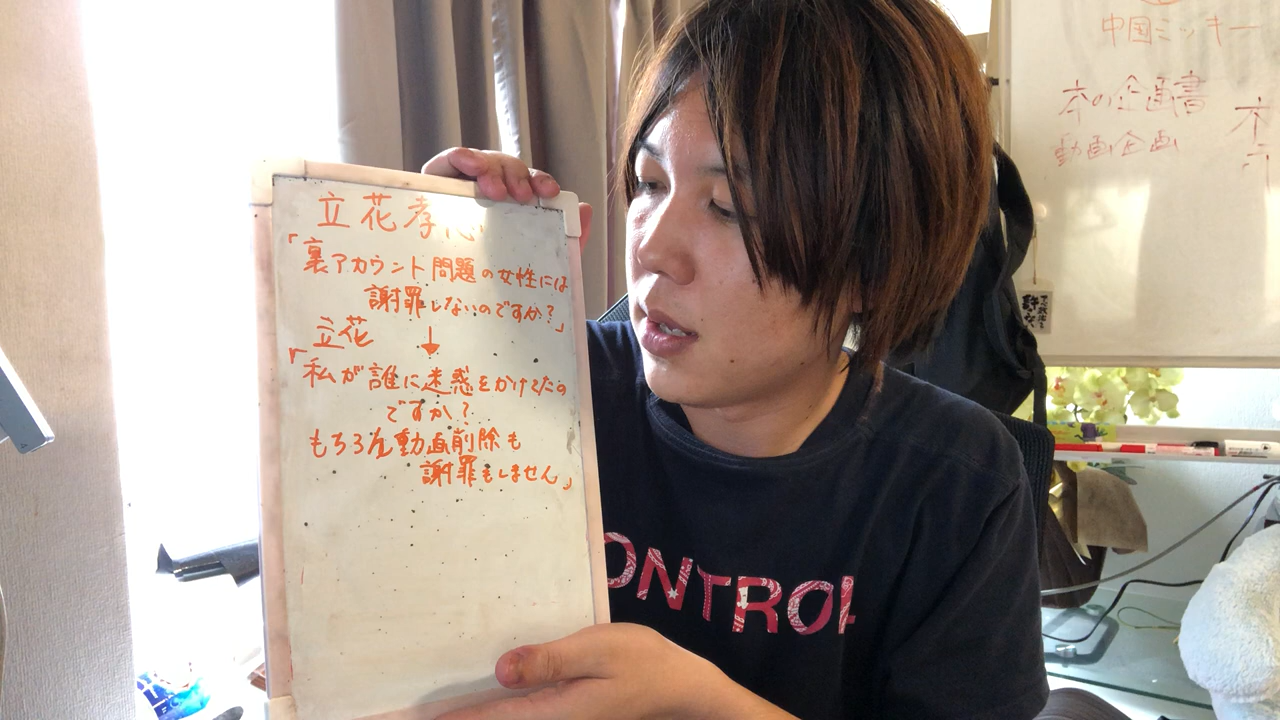 立花孝志
「裏アカウント問題の女性には
謝罪しないのですか?」
立花 ↓
「私が誰に迷惑をかけてたの
ですか?
もちろん動画削除も
謝罪もしません」
ONTROL
中国ミッキー
本の企画書
動画企画
本